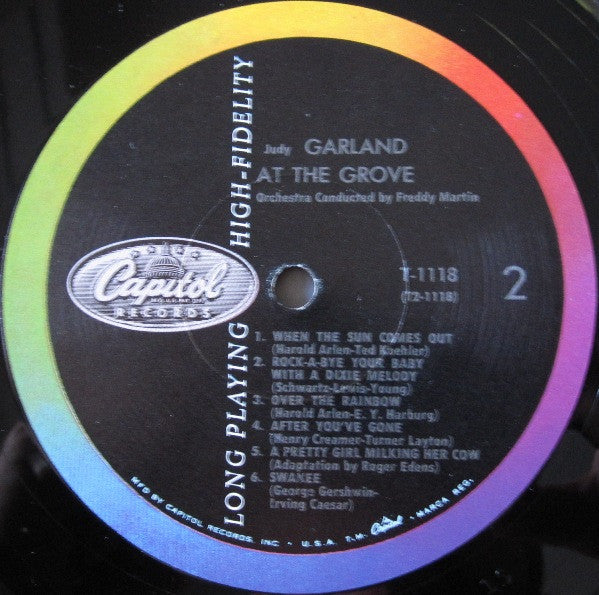 Judy GARLAND
AT THE GROVE
Orchestra Conducted by Freddy Martin
LONG PLAYING HIGH-FIDELITY
Capitol
RECORDS
T-1118
(T2-1118)
2
1. WHEN THE SUN COMES OUT
(Harold Arlen-Ted Koehler)
2. ROCK-A-BYE YOUR BABY
WITH A DIXIE MELODY
(Schwartz-Lewis-Young)
3. OVER THE RAINBOW
(Harold Arlen-E. Y. Harburg)
4. AFTER YOU'VE GONE
(Henry Creamer-Turner Layton)
5. A PRETTY GIRL MILKING HER COW
(Adaptation by Roger Edens)
6. SWANEE
(George Gershwin-
Irving Caesar)
MFD BY CAPITOL RECORDS, INC. • U.S.A. T.M. Capitol • MARCA REG.